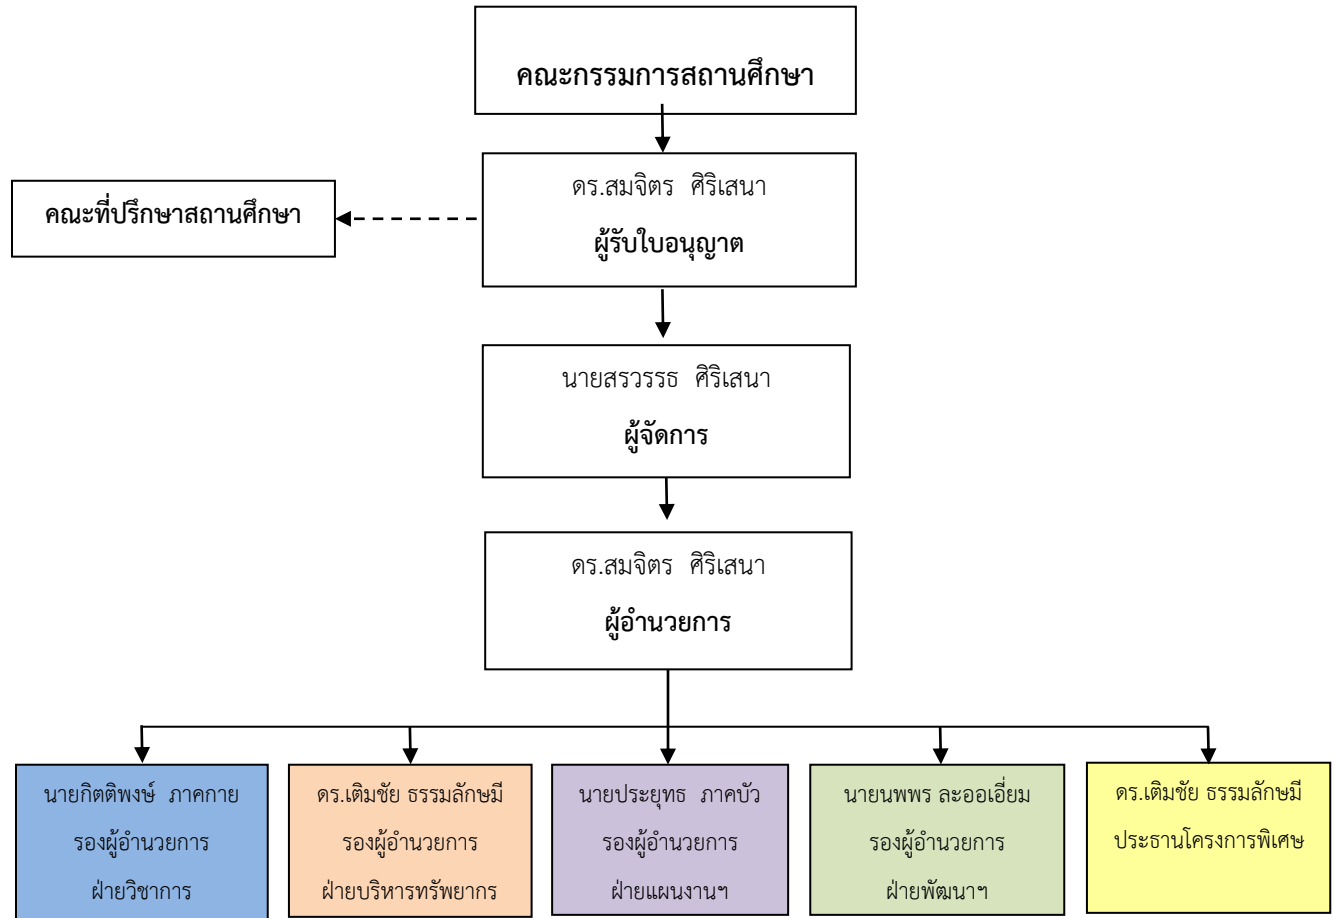 คณะกรรมการสถานศึกษา
ดร.สมจิตร ศิริเสนา
ผู้รับใบอนุญาต
คณะที่ปรึกษาสถานศึกษา
นายสรวรรธ ศิริเสนา
ผู้จัดการ
ดร.สมจิตร ศิริเสนา
ผู้อำนวยการ
นายกิตติพงษ์ ภาคกาย
รองผู้อำนวยการ
ฝ่ายวิชาการ
ดร.เติมชัย ธรรมลักษมี
รองผู้อำนวยการ
ฝ่ายบริหารทรัพยากร
นายประยุทธ ภาคบัว
รองผู้อำนวยการ
ฝ่ายแผนงานฯ
นายนพพร ละออเอี่ยม
รองผู้อำนวยการ
ฝ่ายพัฒนาฯ
ดร.เติมชัย ธรรมลักษมี
ประธานโครงการพิเศษ